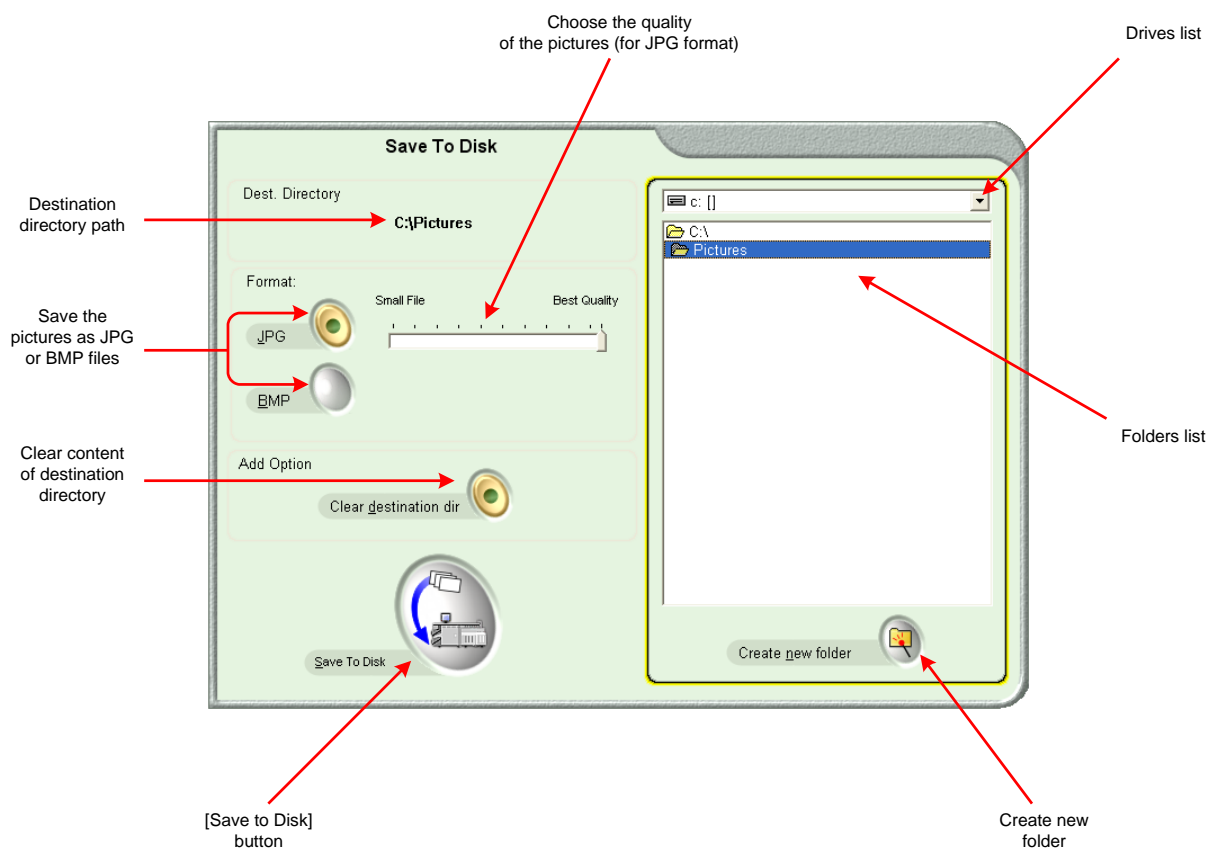 Choose the quality
of the pictures (for JPG format)
Drives list
Save To Disk
Destination
directory path
Dest. Directory
C:\Pictures
c: []
C:\
Pictures
Save the
pictures as JPG
or BMP files
Format:
Small File
Best Quality
JPG
BMP
Folders list
Clear content
of destination
directory
Add Option
Clear destination dir
Save To Disk
Create new folder
[Save to Disk]
button
Create new
folder